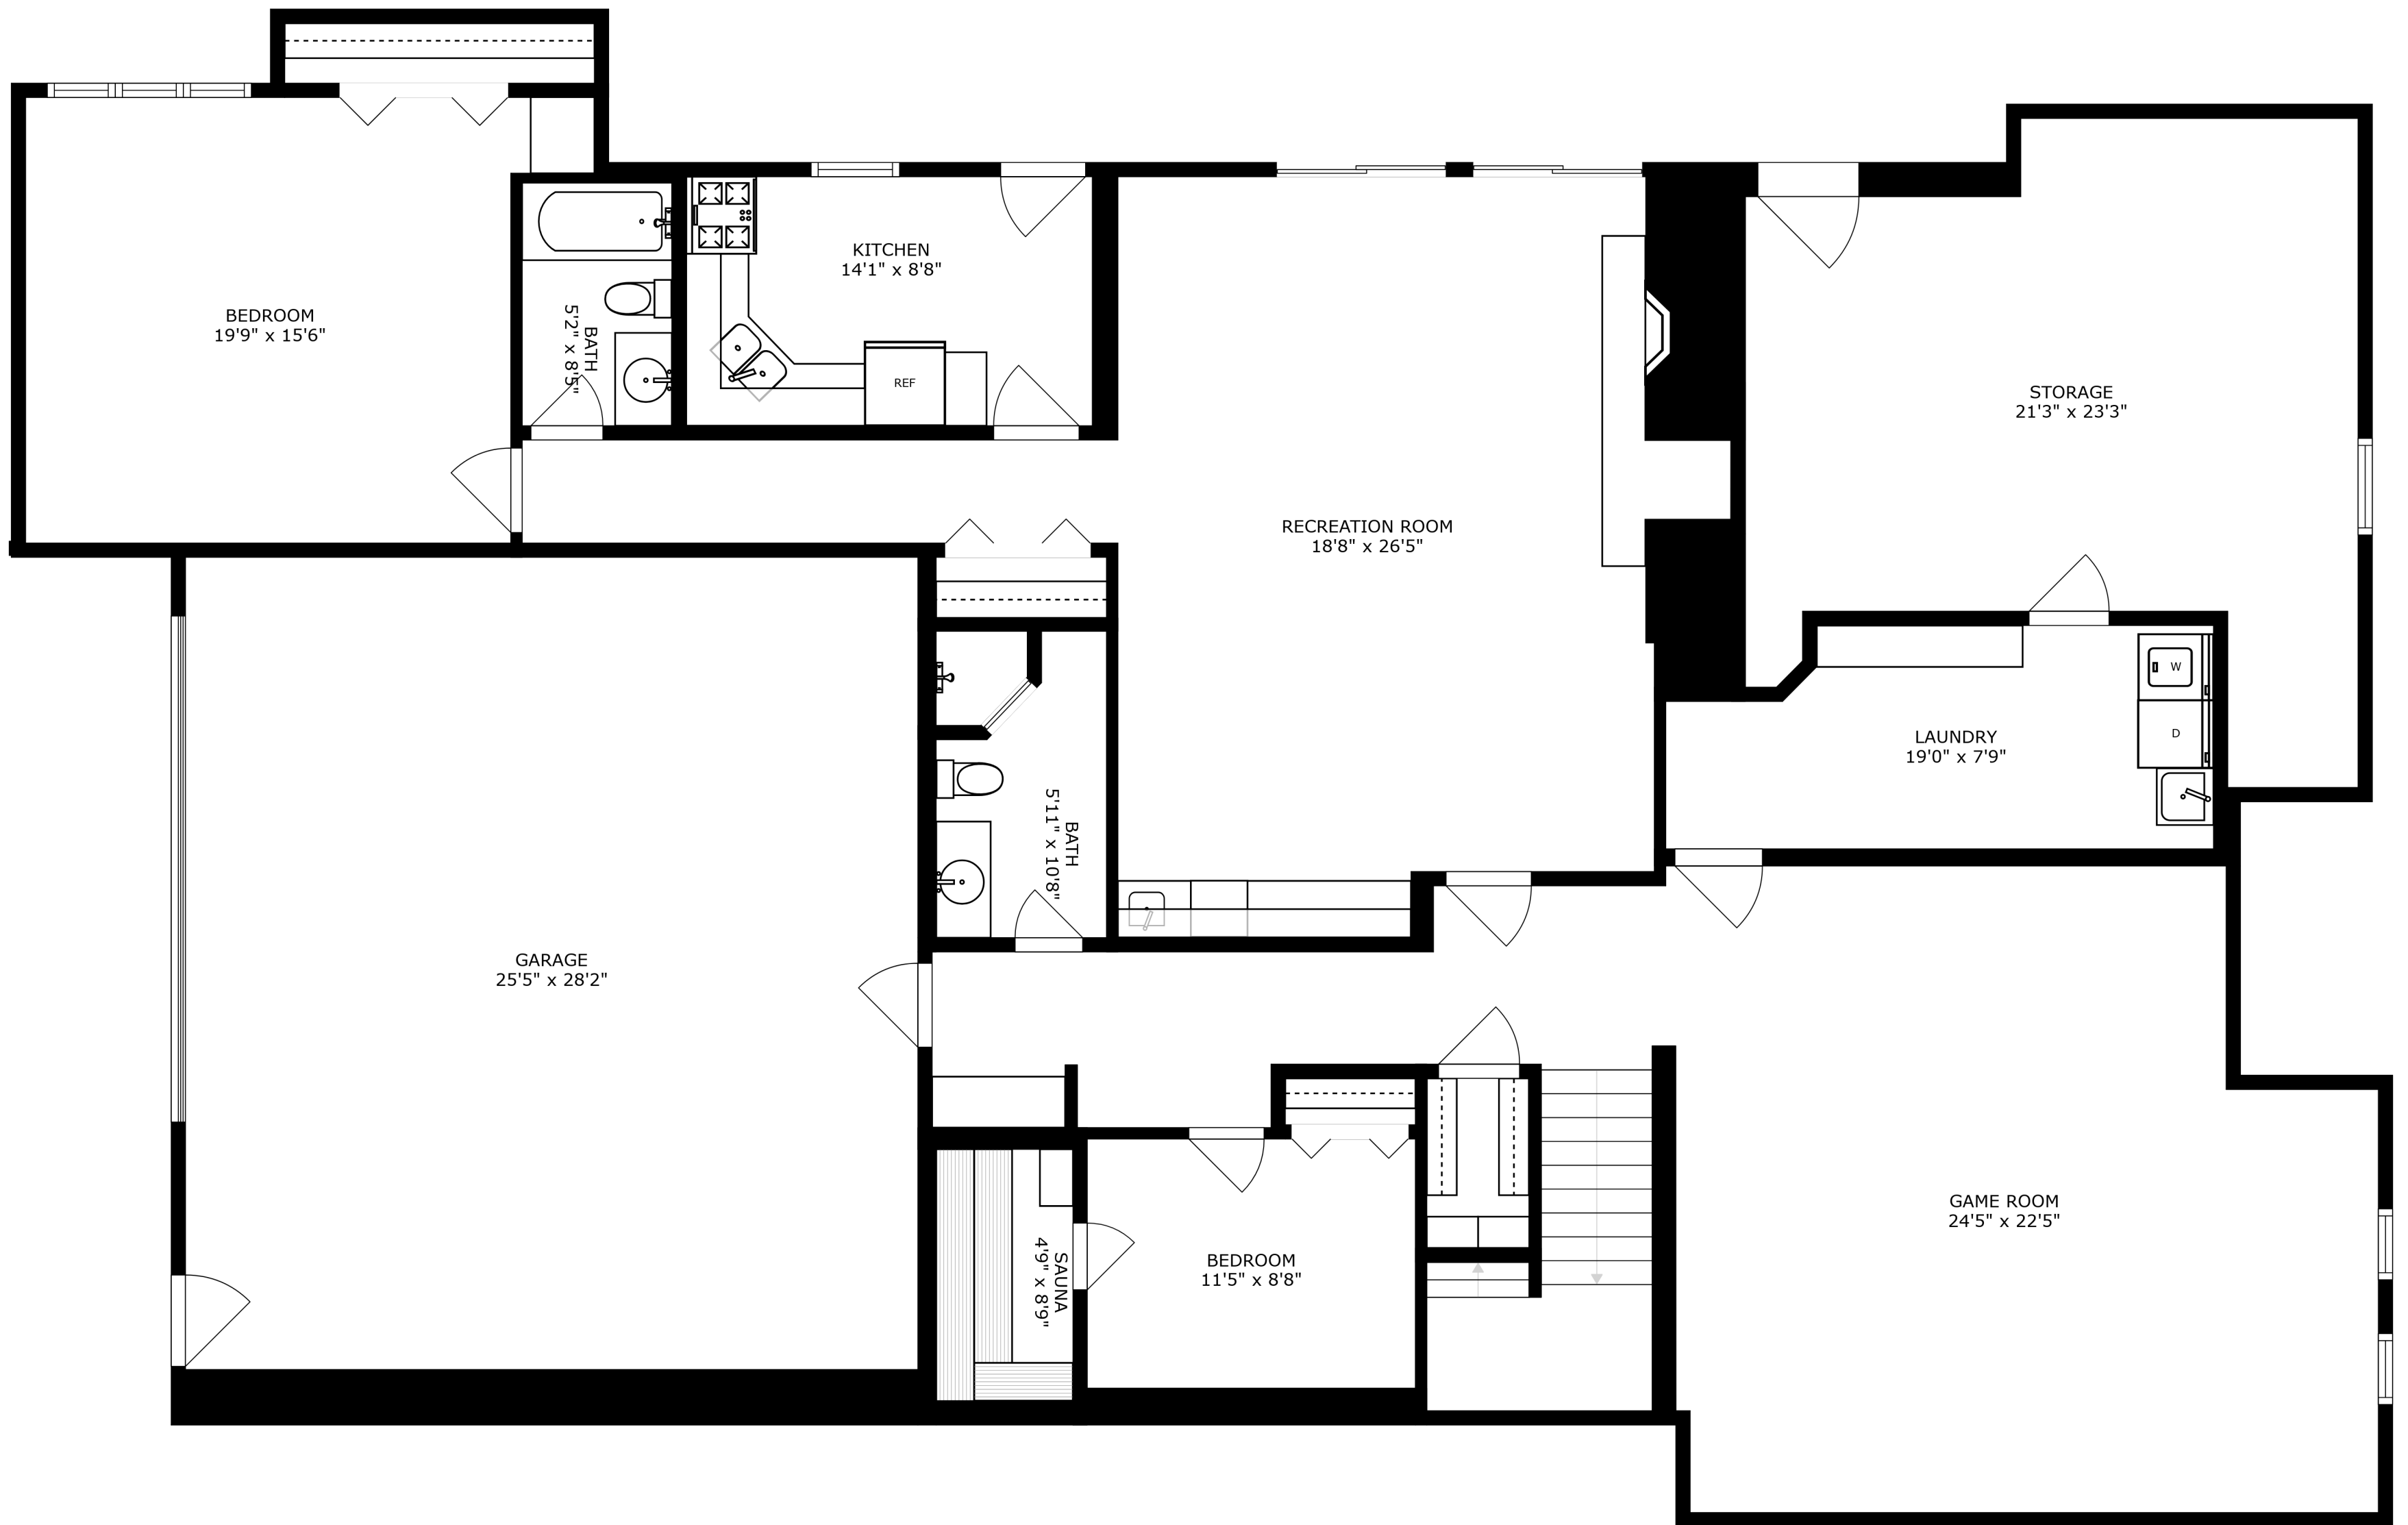 KITCHEN
14'1" x 8'8"
BEDROOM
19'9" x 15'6"
BATH
5'2" x 8'5"
REF
STORAGE
21'3" x 23'3"
RECREATION ROOM
18'8" x 26'5"
W
D
LAUNDRY
19'0" x 7'9"
BATH
5'11" x 10'8"
GARAGE
25'5" x 28'2"
GAME ROOM
24'5" x 22'5"
SAUNA
4'9" x 8'9"
BEDROOM
11'5" x 8'8"